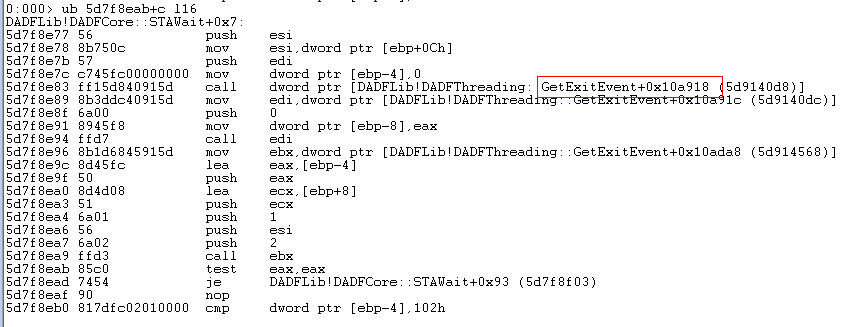 0:000> ub 5d7f8eab+c l16
DADFLib!DADFCore::STAWait+0x7:
5d7f8e77 56 push esi
5d7f8e78 8b750c mov esi,dword ptr [ebp+0Ch]
5d7f8e7b 57 push edi
5d7f8e7c c745fc00000000 mov dword ptr [ebp-4],0
5d7f8e83 ff15d840915d call dword ptr [DADFLib!DADFThreading::GetExitEvent+0x10a918 (5d9140d8)]
5d7f8e89 8b3ddc40915d mov edi,dword ptr [DADFLib!DADFThreading::GetExitEvent+0x10a91c (5d9140dc)]
5d7f8e8f 6a00 push 0
5d7f8e91 8945f8 mov dword ptr [ebp-8],eax
5d7f8e94 ffd7 call edi
5d7f8e96 8b1d6845915d mov ebx,dword ptr [DADFLib!DADFThreading::GetExitEvent+0x10ada8 (5d914568)]
5d7f8e9c 8d45fc lea eax,[ebp-4]
5d7f8e9f 50 push eax
5d7f8ea0 8d4d08 lea ecx,[ebp+8]
5d7f8ea3 51 push ecx
5d7f8ea4 6a01 push 1
5d7f8ea6 56 push esi
5d7f8ea7 6a02 push 2
5d7f8ea9 ffd3 call ebx
5d7f8eab 85c0 test eax,eax
5d7f8ead 7454 je DADFLib!DADFCore::STAWait+0x93 (5d7f8f03)
5d7f8eaf 90 nop
5d7f8eb0 817dfc02010000 cmp dword ptr [ebp-4],102h